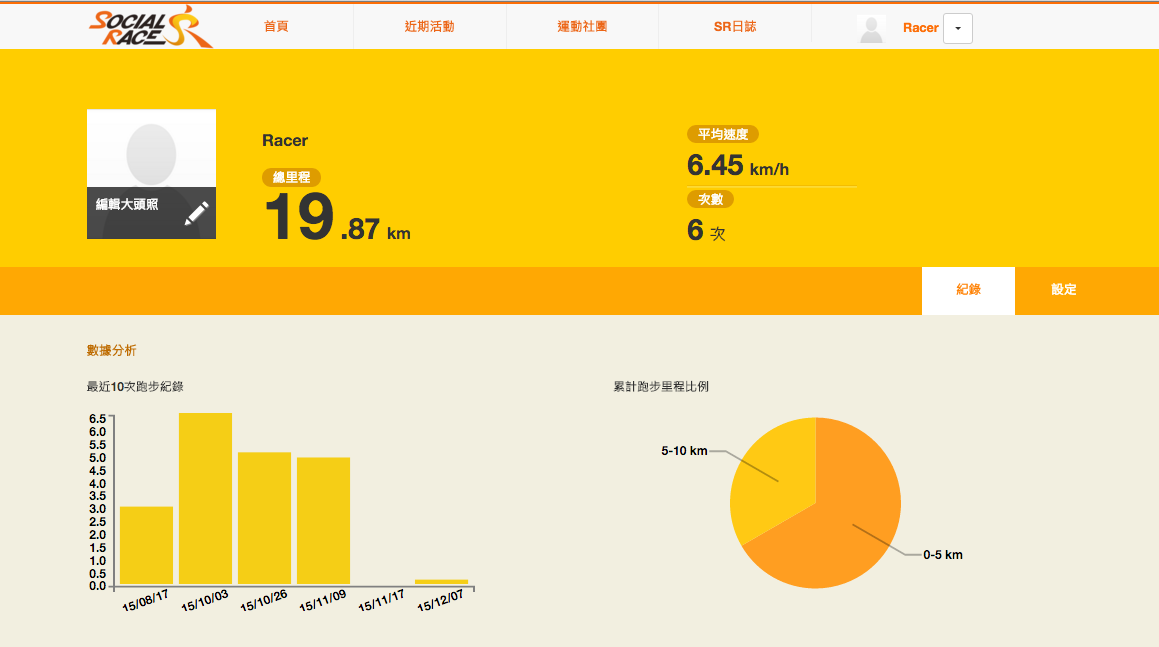 SOCIAL
RACE
首頁
近期活動
運動社團
SR日誌
Racer
編輯大頭照
Racer
總里程
19.87 km
平均速度
6.45 km/h
次數
6 次
紀錄
設定
數據分析
最近10次跑步紀錄
6.5
6.0
5.5
5.0
4.5
4.0
3.5
3.0
2.5
2.0
1.5
1.0
0.5
0.0
15/08/17
15/10/03
15/10/26
15/11/09
15/11/17
15/12/07
累計跑步里程比例
5-10 km
0-5 km